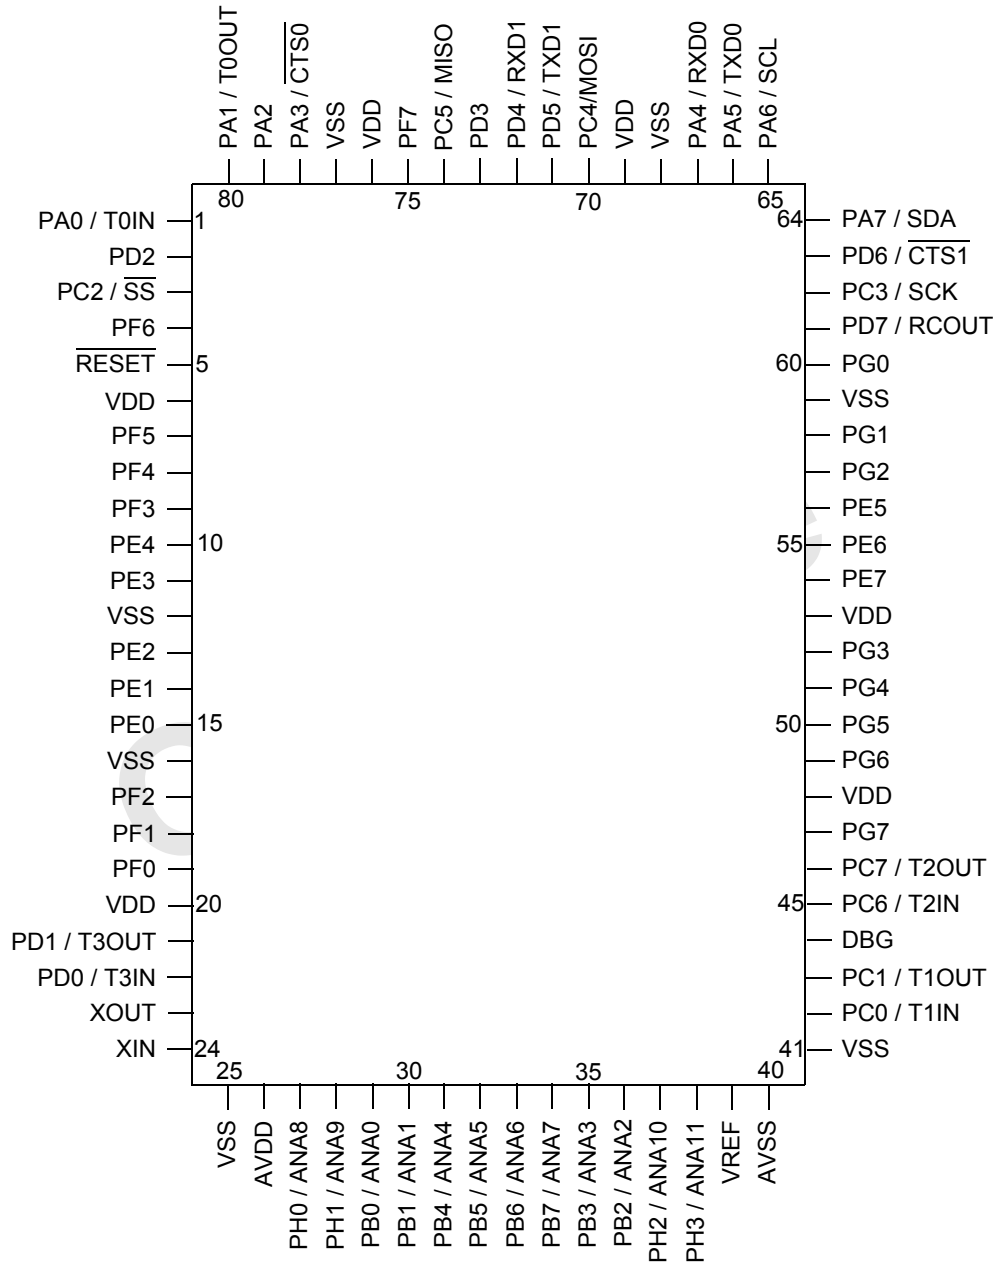 PA1 / T0OUT
PA2
PA3 / CTS0
VSS
VDD
PF7
PC5 / MISO
PD3
PD4 / RXD1
PD5 / TXD1
PC4/MOSI
VDD
VSS
PA4 / RXD0
PA5 / TXD0
PA6 / SCL
80 75 70 65
PA0 / T0IN 1 64 PA7 / SDA
PD2 PD6 / CTS1
PC2 / SS PC3 / SCK
PF6 PD7 / RCOUT
RESET 5 60 PG0
VDD VSS
PF5 PG1
PF4 PG2
PF3 PE5
PE4 10 55 PE6
PE3 PE7
VSS VDD
PE2 PG3
PE1 PG4
PE0 15 50 PG5
VSS PG6
PF2 VDD
PF1 PG7
PF0 PC7 / T2OUT
VDD 20 45 PC6 / T2IN
PD1 / T3OUT DBG
PD0 / T3IN PC1 / T1OUT
XOUT PC0 / T1IN
XIN 24 41 VSS
25 30 35 40
VSS
AVDD
PH0 / ANA8
PH1 / ANA9
PB0 / ANA0
PB1 / ANA1
PB4 / ANA4
PB5 / ANA5
PB6 / ANA6
PB7 / ANA7
PB3 / ANA3
PB2 / ANA2
PH2 / ANA10
PH3 / ANA11
VREF
AVSS